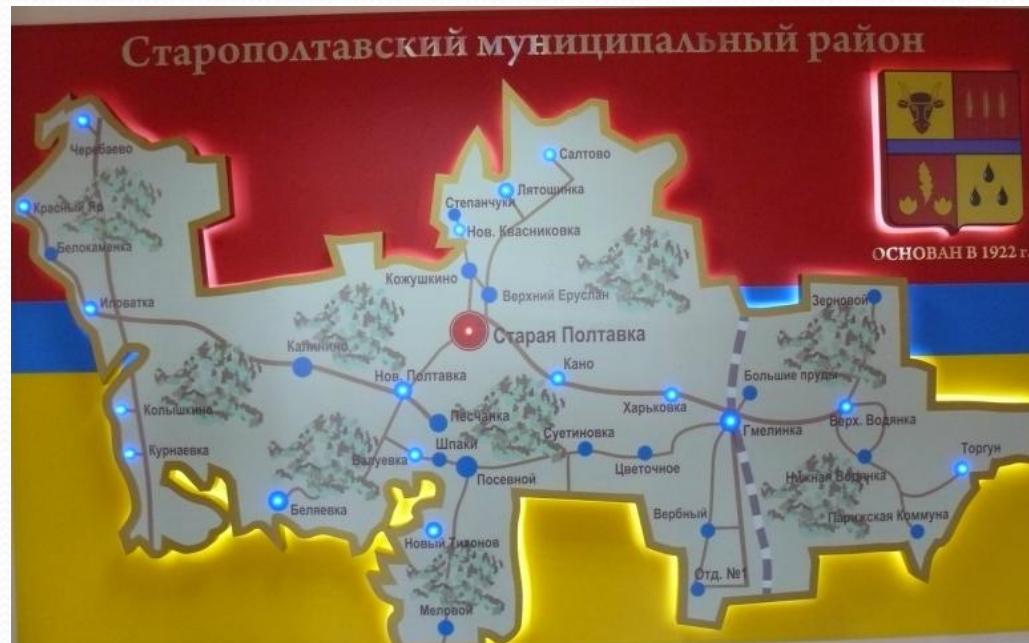 Старополтавский муниципальный район
ОСНОВАН В 1922 г.
Черебаево
Салтово
Лятошинка
Степанчуки
Красный Яр
Нов. Квасниковка
Белокаменка
Кожушкино
Иловатка
Верхний Еруслан
Зерновой
Старая Полтавка
Калинино
Кано
Нов. Полтавка
Большие пруды
Колышкино
Песчанка
Харьковка
Гмелинка
Верх. Водянка
Шпаки
Суетиновка
Курнаевка
Валуевка
Торгун
Посевной
Цветочное
Нижняя Водянка
Беляевка
Вербный
Парижская Коммуна
Новый Тихонов
Отд. №1